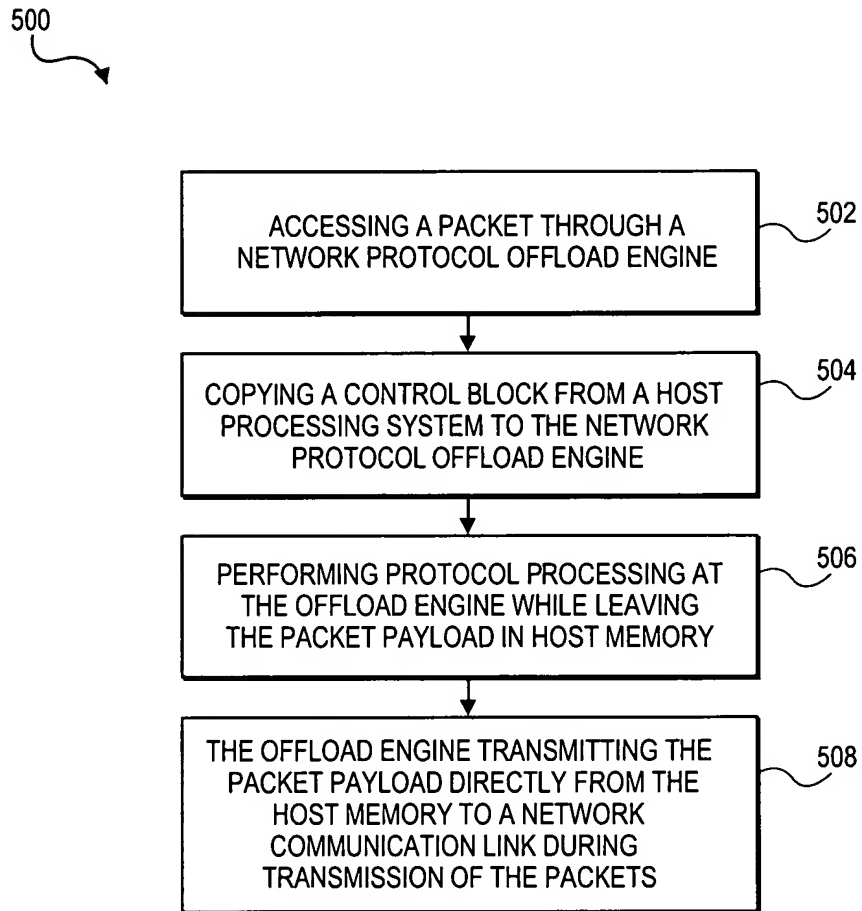 500
ACCESSING A PACKET THROUGH A
NETWORK PROTOCOL OFFLOAD ENGINE
502
COPYING A CONTROL BLOCK FROM A HOST
PROCESSING SYSTEM TO THE NETWORK
PROTOCOL OFFLOAD ENGINE
504
PERFORMING PROTOCOL PROCESSING AT
THE OFFLOAD ENGINE WHILE LEAVING
THE PACKET PAYLOAD IN HOST MEMORY
506
THE OFFLOAD ENGINE TRANSMITTING THE
PACKET PAYLOAD DIRECTLY FROM THE
HOST MEMORY TO A NETWORK
COMMUNICATION LINK DURING
TRANSMISSION OF THE PACKETS
508